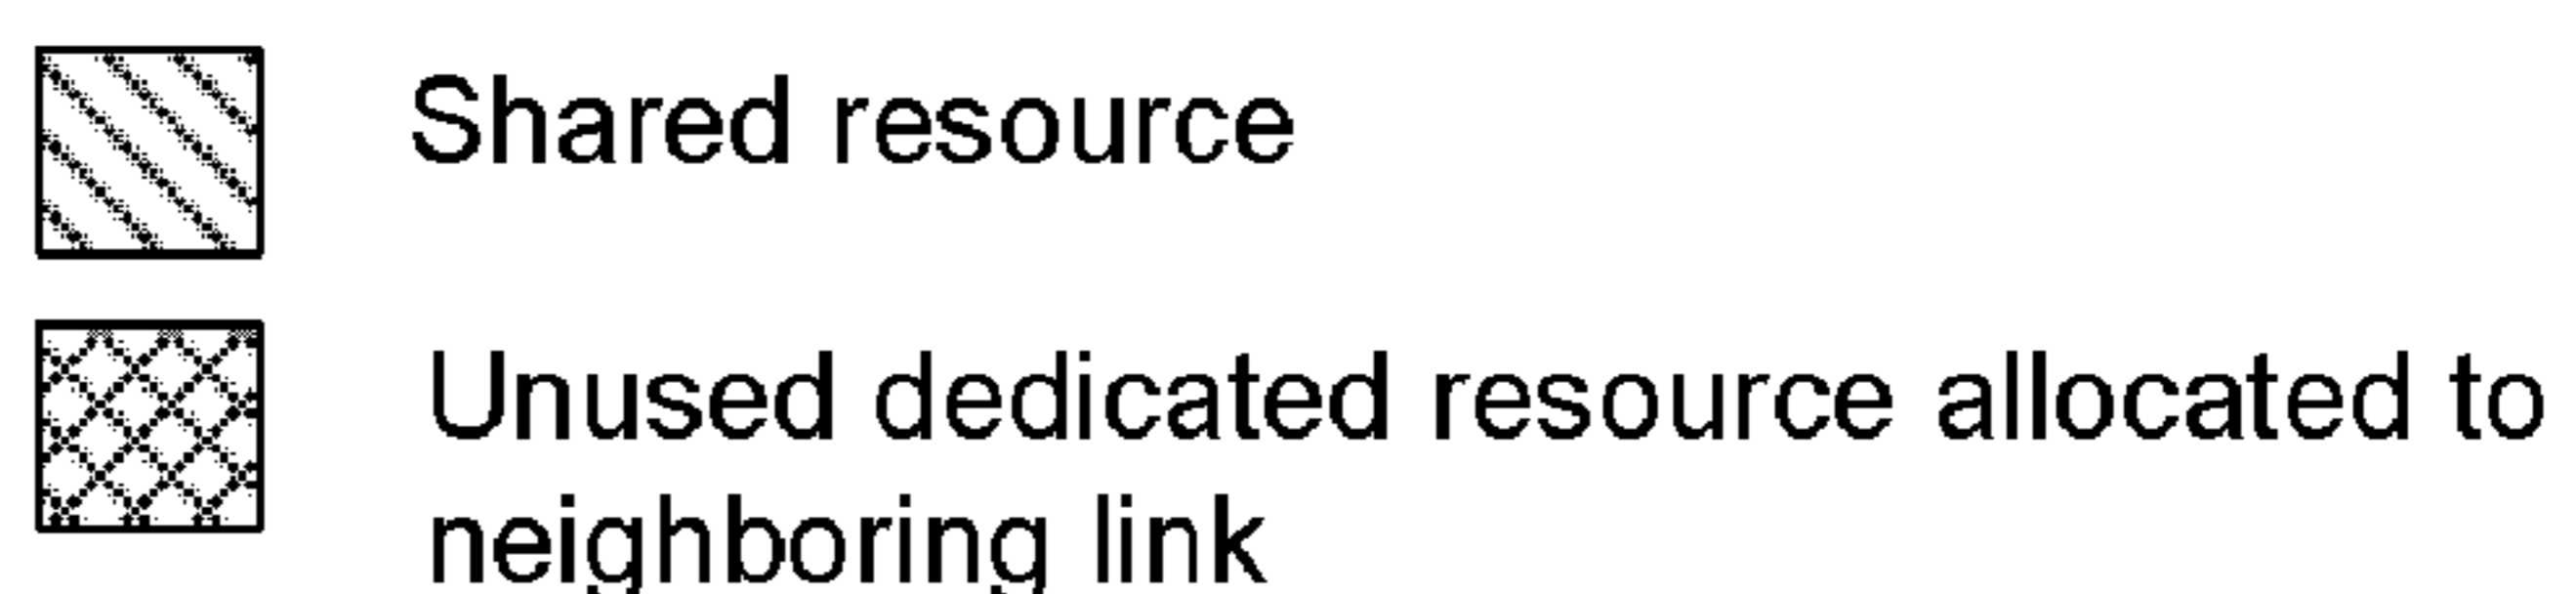 Shared resource
Unused dedicated resource allocated to
neighboring link